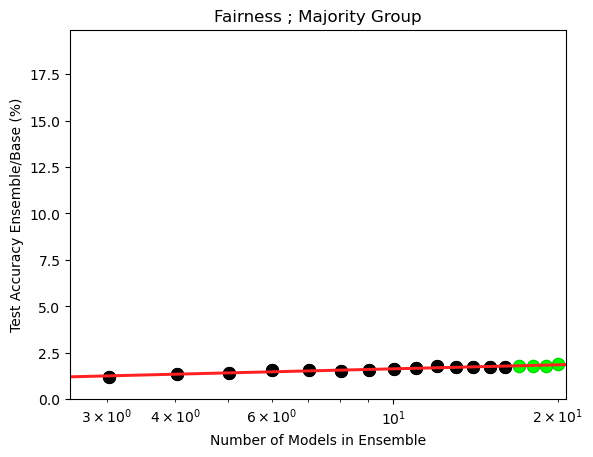 Fairness ; Majority Group
Test Accuracy Ensemble/Base (%)
17.5
15.0
12.5
10.0
7.5
5.0
2.5
0.0
3 × 10⁰
4 × 10⁰
6 × 10⁰
10¹
2 × 10¹
Number of Models in Ensemble